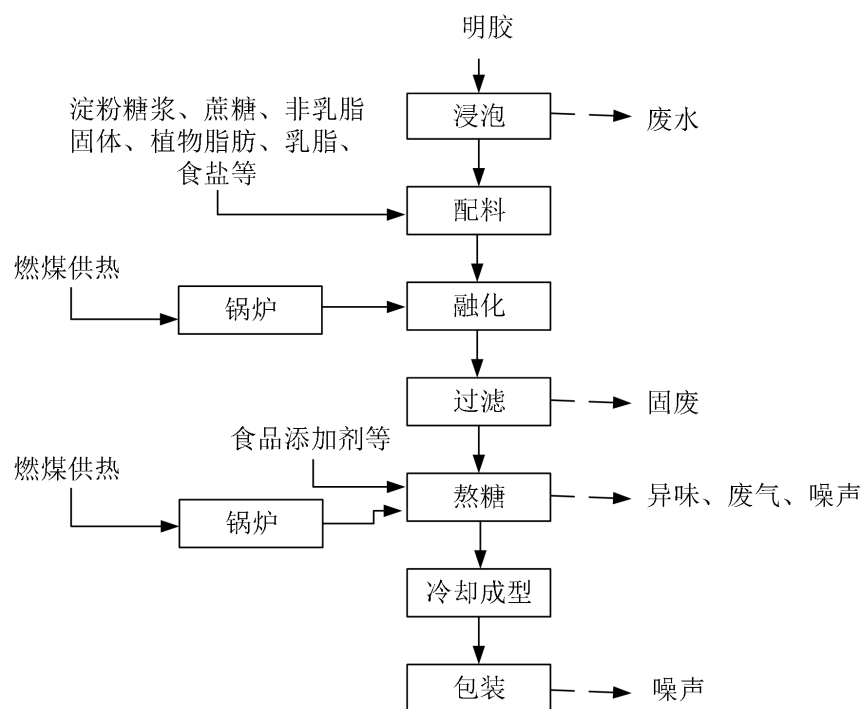 明胶
淀粉糖浆、蔗糖、非乳脂
固体、植物脂肪、乳脂、
食盐等
浸泡
废水
配料
燃煤供热
锅炉
融化
过滤
固废
食品添加剂等
燃煤供热
锅炉
熬糖
异味、废气、噪声
冷却成型
包装
噪声